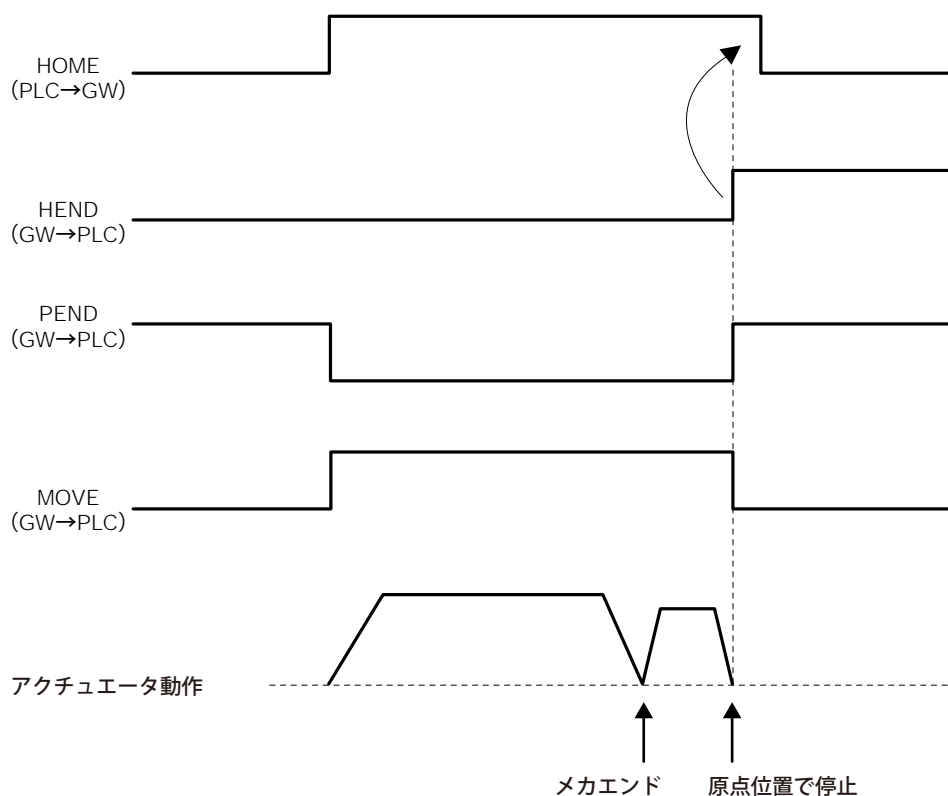 HOME
(PLC→GW)
HEND
(GW→PLC)
PEND
(GW→PLC)
MOVE
(GW→PLC)
アクチュエータ動作
メカエンド
原点位置で停止